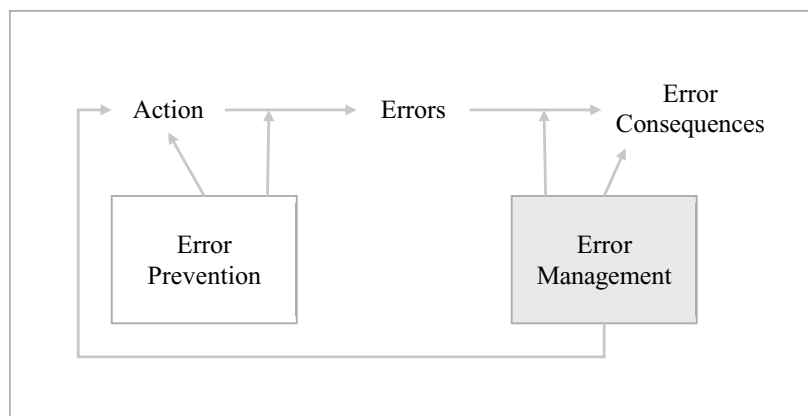 Action
Errors
Error
Consequences
Error
Prevention
Error
Management